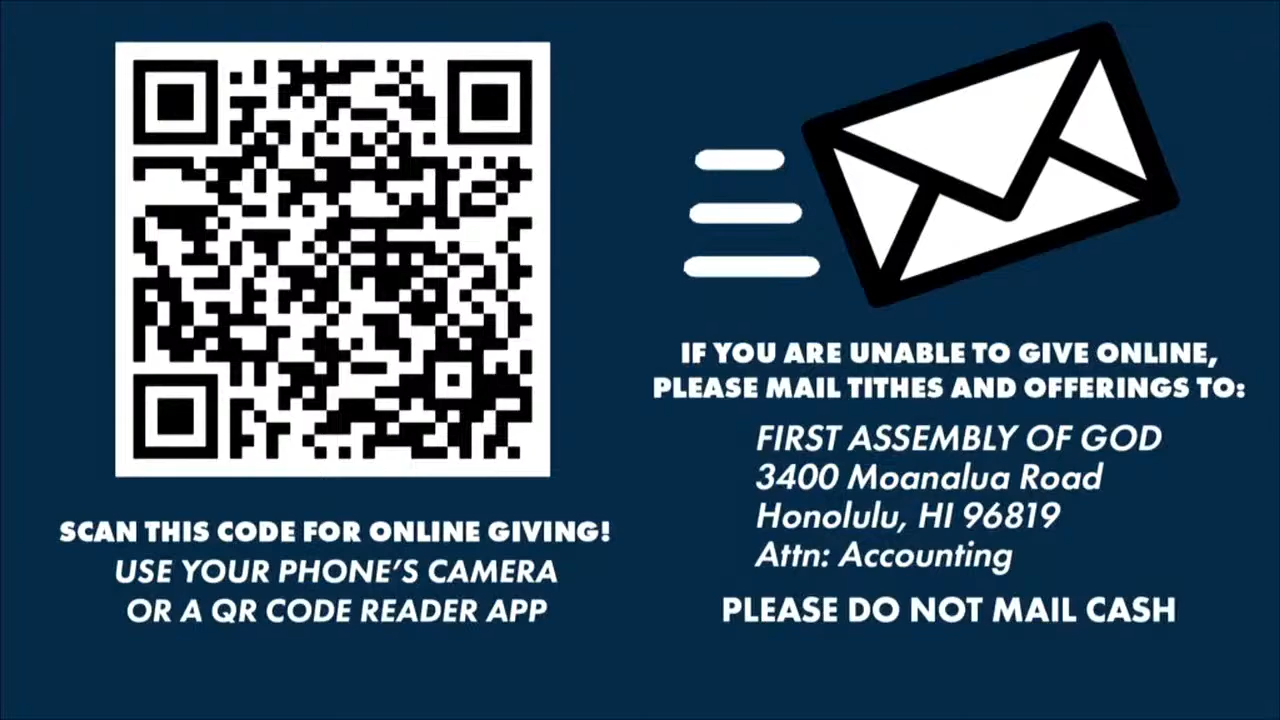 SCAN THIS CODE FOR ONLINE GIVING!
USE YOUR PHONE'S CAMERA
OR A QR CODE READER APP
IF YOU ARE UNABLE TO GIVE ONLINE,
PLEASE MAIL TITHES AND OFFERINGS TO:
FIRST ASSEMBLY OF GOD
3400 Moanalua Road
Honolulu, HI 96819
Attn: Accounting
PLEASE DO NOT MAIL CASH